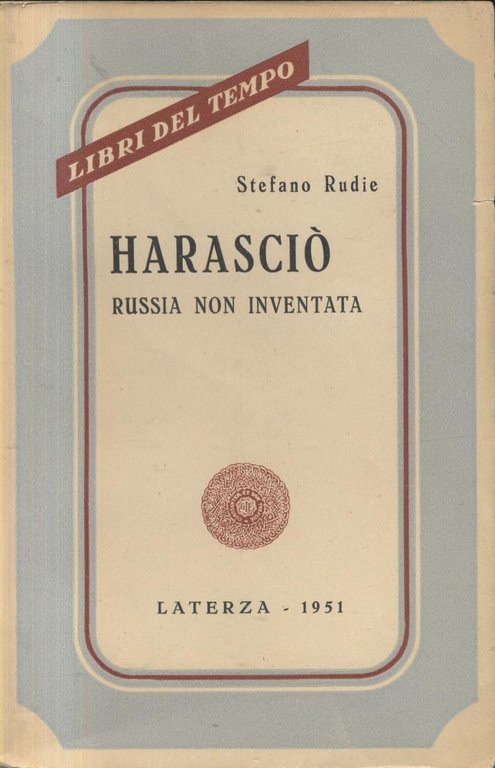 LIBRI DEL TEMPO
Stefano Rudie
HARASCIÒ
RUSSIA NON INVENTATA
LATERZA - 1951